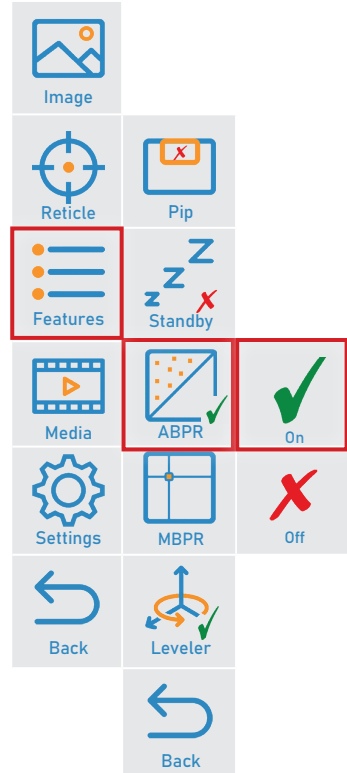 Image
Reticle
Pip
Features
Standby
Media
ABPR
On
Settings
MBPR
Off
Back
Leveler
Back